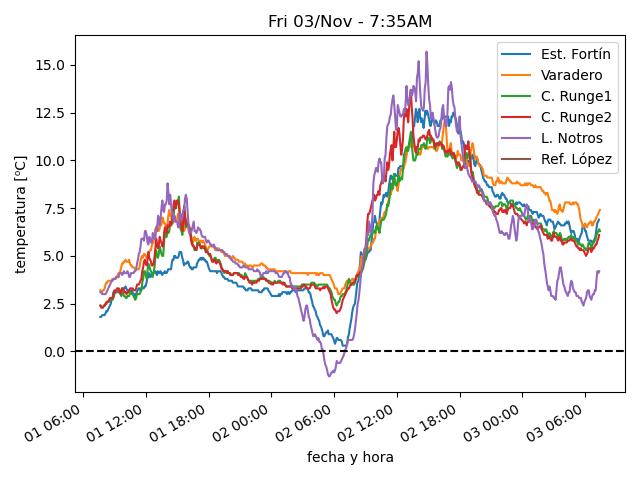 Fri 03/Nov - 7:35AM
temperatura [ºC]
15.0
12.5
10.0
7.5
5.0
2.5
0.0
Est. Fortín
Varadero
C. Runge1
C. Runge2
L. Notros
Ref. López
01 06:00
01 12:00
01 18:00
02 00:00
02 06:00
02 12:00
02 18:00
03 00:00
03 06:00
fecha y hora